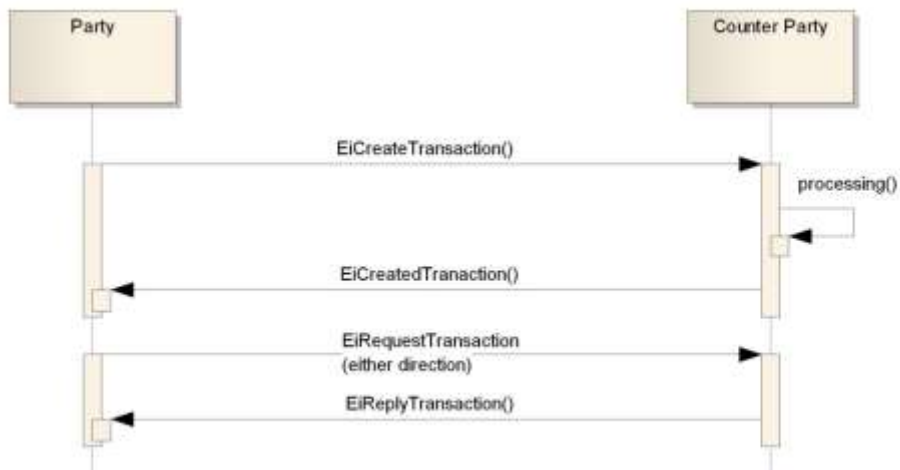 Party
Counter Party
EiCreateTransaction()
processing()
EiCreatedTranaction()
EiRequestTransaction
(either direction)
EiReplyTransaction()